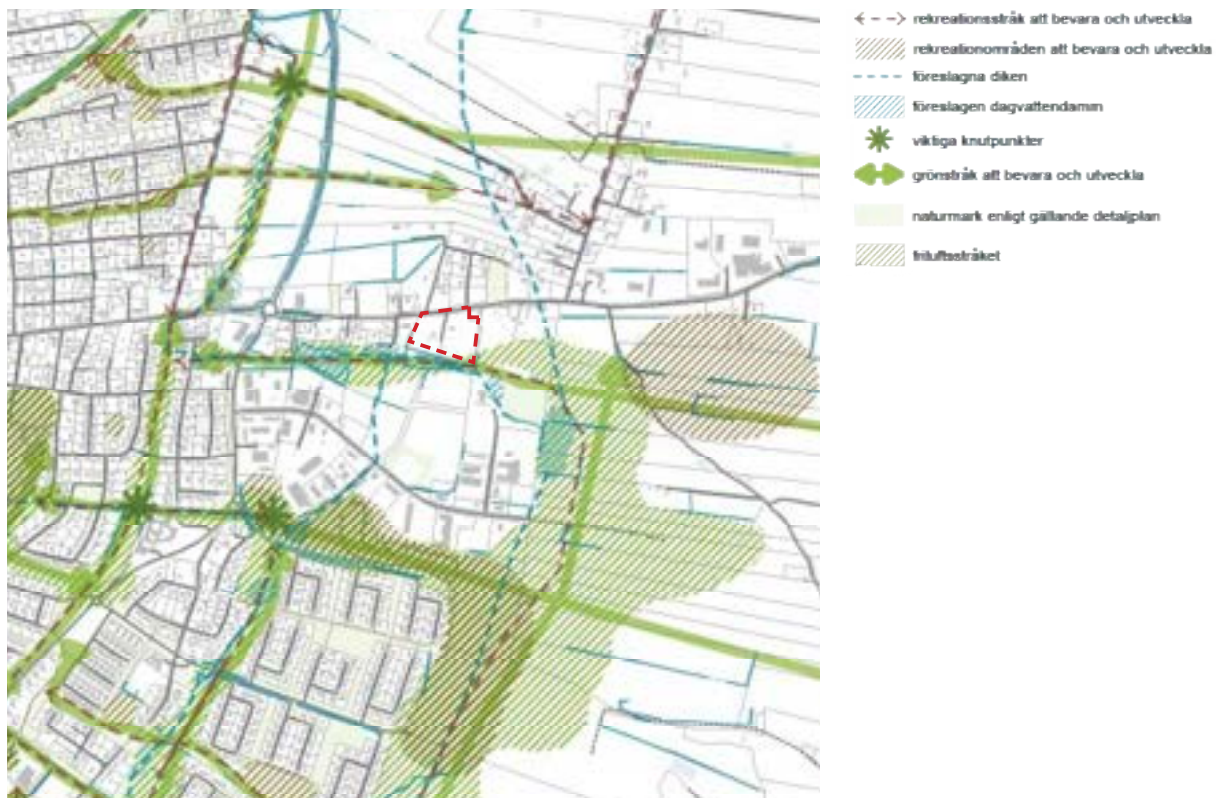 rekreationsstråk att bevara och utveckla
rekreationområden att bevara och utveckla
föreslagna diken
föreslagen dagvattendamm
viktiga knutpunkter
grönstråk att bevara och utveckla
naturmark enligt gällande detaljplan
friluftsstråket